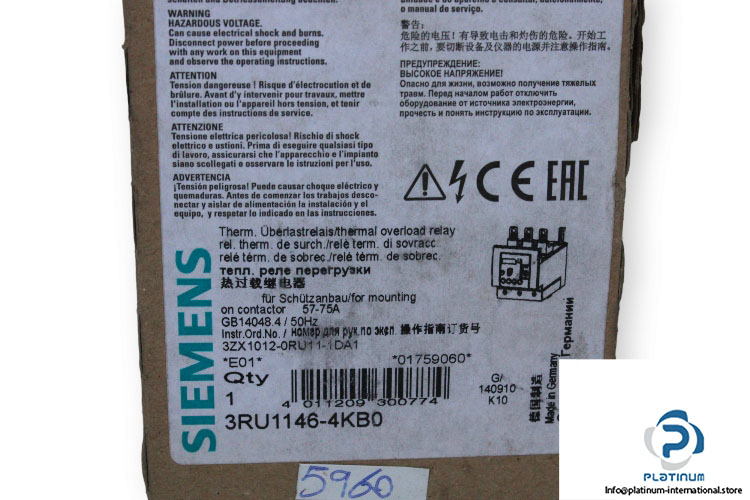 WARNING
HAZARDOUS VOLTAGE.
Can cause electrical shock and burns.
Disconnect power before proceeding
with any work on this equipment
and observe the operating instructions.
ATTENTION
Tension dangereuse ! Risque d'électrocution et de
brûlure. Avant d'y intervenir pour travaux, mettre
l'installation ou l'appareil hors tension, et tenir
compte des instructions de service.
ATTENZIONE
Tensione elettrica pericolosa! Rischio di shock
elettrico e ustioni. Prima di eseguire qualsiasi tipo
di lavoro, assicurarsi che l'apparecchio e l'impianto
siano scollegati e osservare le istruzioni per l'uso.
ADVERTENCIA
¡Tensión peligrosa! Puede causar choque eléctrico y
quemaduras. Antes de comenzar los trabajos desco-
nectar y aislar de alimentación la instalación y el
equipo, y respetar lo indicado en las instrucciones.
o manual de serviço.
警告:
危险的电压! 有导致电击和灼伤的危险。开始工
作之前, 要切断设备及仪器的电源并注意操作指南。
ПРЕДУПРЕЖДЕНИЕ:
ВЫСОКОЕ НАПРЯЖЕНИЕ!
Опасно для жизни, возможно получение тяжелых
травм. Перед началом работ отключить
оборудование от источника электроэнергии,
прочесть и понять инструкцию по эксплуатации.
CE EAC
SIEMENS
Therm. Überlastrelais/thermal overload relay
rel. therm. de surch./relè term. di sovracc
relé térm. de sobrec./relé térm. de sobrec.
тепл. реле перегрузки
热过载继电器
für Schützanbau/for mounting
on contactor 57-75A
GB14048.4 / 50Hz
Instr.Ord.No./ номер для рук.по эксп. 操作指南订货号
3ZX1012-0RU11-1DA1
*E01* *01759060*
Qty
1
4 011209 300774
3RU1146-4KB0
G/
140910
K10
德国制造
Made in Germany
Германии
5960
PLATINUM
INTERNATIONAL
Info@platinum-international.store